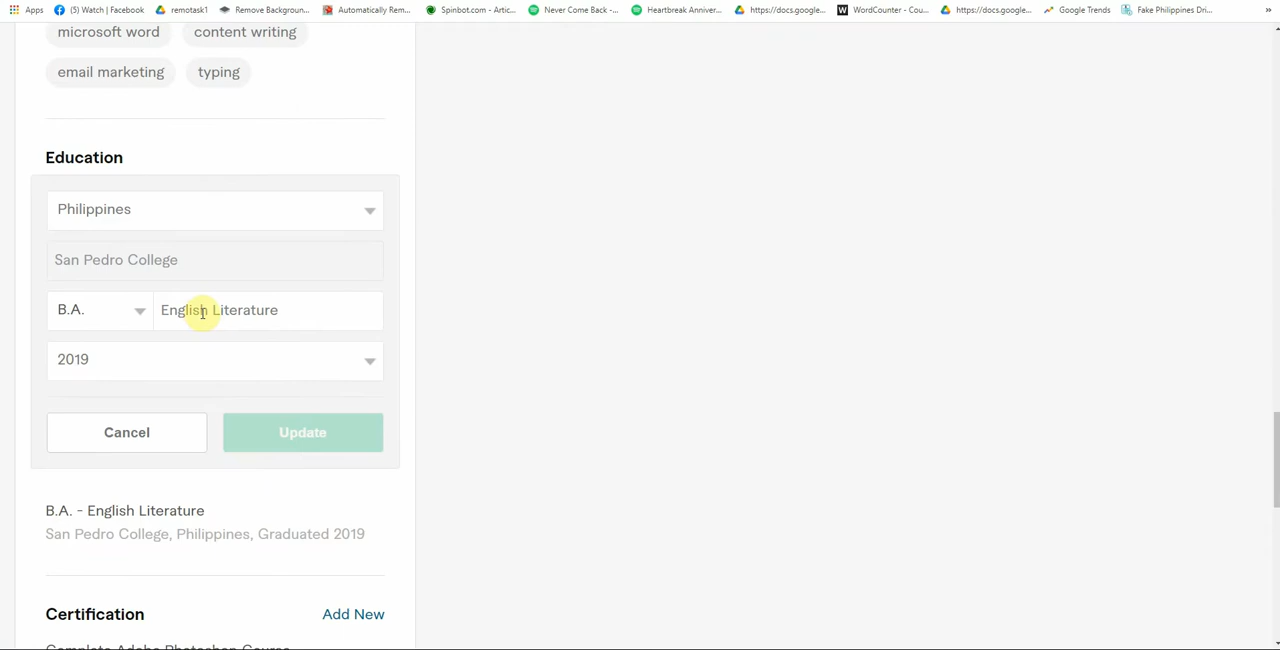 Apps (5) Watch | Facebook remotask1 Remove Backgroun... Automatically Rem... Spinbot.com - Artic... Never Come Back -... Heartbreak Anniver... https://docs.google... WordCounter - Cou... https://docs.google... Google Trends Fake Philippines Dri... »
microsoft word content writing
email marketing typing
Education
Philippines
San Pedro College
B.A. English Literature
2019
Cancel Update
B.A. - English Literature
San Pedro College, Philippines, Graduated 2019
Certification Add New
Complete Adobe Photoshop Course